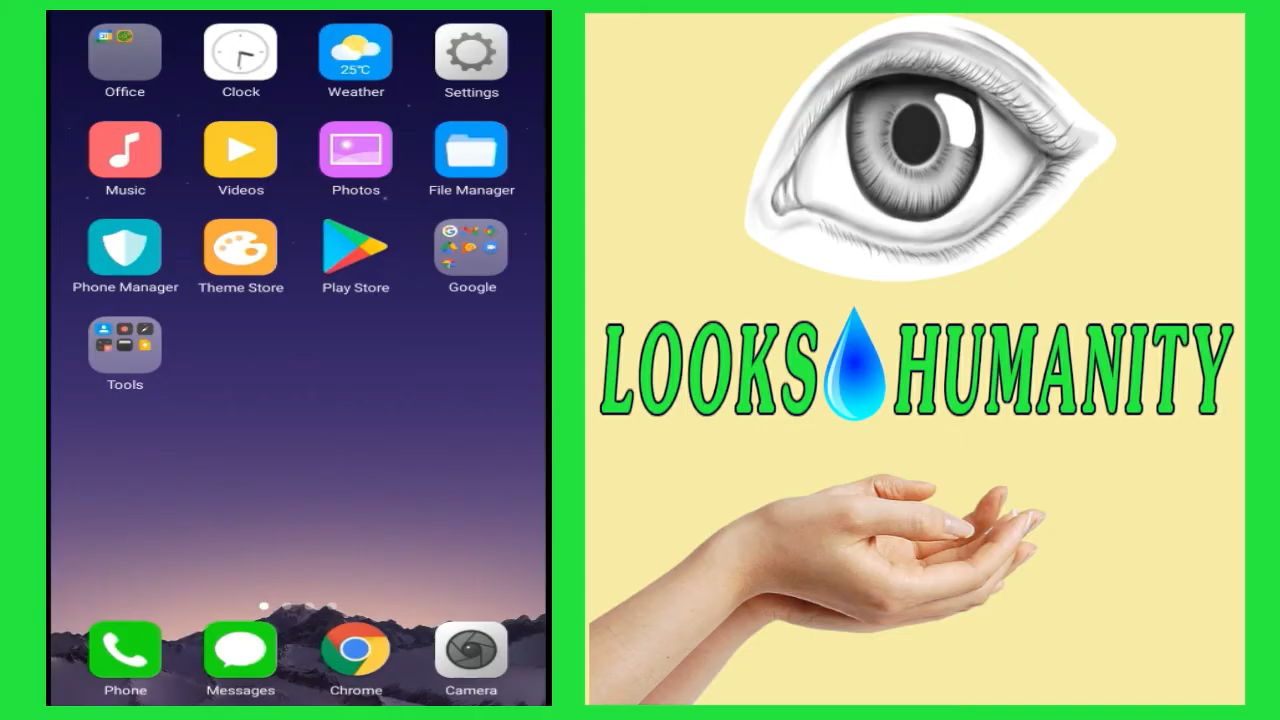 Office Clock Weather Settings
25℃
Music Videos Photos File Manager
Phone Manager Theme Store Play Store Google
Tools
Phone Messages Chrome Camera
LOOKS HUMANITY